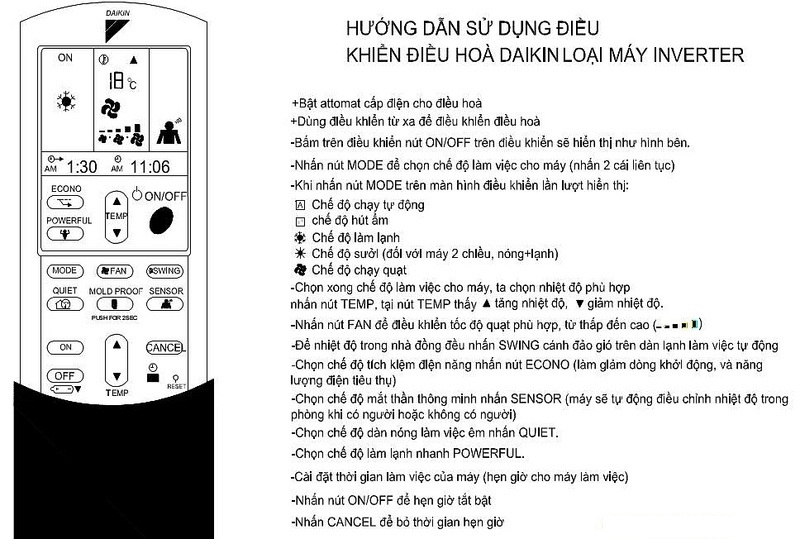 DAIKIN
ON
18 °C
AM 1:30 AM 11:06
ECONO
TEMP
ON/OFF
POWERFUL
MODE FAN SWING
QUIET MOLD PROOF SENSOR
PUSH FOR 2SEC
ON
CANCEL
OFF
TEMP
RESET
HƯỚNG DẪN SỬ DỤNG ĐIỀU
KHIỂN ĐIỀU HOÀ DAIKIN LOẠI MÁY INVERTER
+Bật attomat cấp điện cho điều hoà
+Dùng điều khiển từ xa để điều khiển điều hoà
-Bấm trên điều khiển nút ON/OFF trên điều khiển sẽ hiển thị như hình bên.
-Nhấn nút MODE để chọn chế độ làm việc cho máy (nhấn 2 cái liên tục)
-Khi nhấn nút MODE trên màn hình điều khiển lần lượt hiển thị:
A Chế độ chạy tự động
chế độ hút ẩm
Chế độ làm lạnh
Chế độ sưởi (đối với máy 2 chiều, nóng+lạnh)
Chế độ chạy quạt
-Chọn xong chế độ làm việc cho máy, ta chọn nhiệt độ phù hợp
nhấn nút TEMP, tại nút TEMP thấy ▲ tăng nhiệt độ, ▼ giảm nhiệt độ.
-Nhấn nút FAN để điều khiển tốc độ quạt phù hợp, từ thấp đến cao ( )
-Để nhiệt độ trong nhà đồng đều nhấn SWING cánh đảo gió trên dàn lạnh làm việc tự động
-Chọn chế độ tích kiệm điện năng nhấn nút ECONO (làm giảm dòng khởi động, và năng
lượng điện tiêu thụ)
-Chọn chế độ mắt thần thông minh nhấn SENSOR (máy sẽ tự động điều chỉnh nhiệt độ trong
phòng khi có người hoặc không có người)
-Chọn chế độ dàn nóng làm việc êm nhấn QUIET.
-Chọn chế độ làm lạnh nhanh POWERFUL.
-Cài đặt thời gian làm việc của máy (hẹn giờ cho máy làm việc)
-Nhấn nút ON/OFF để hẹn giờ tắt bật
-Nhấn CANCEL để bỏ thời gian hẹn giờ